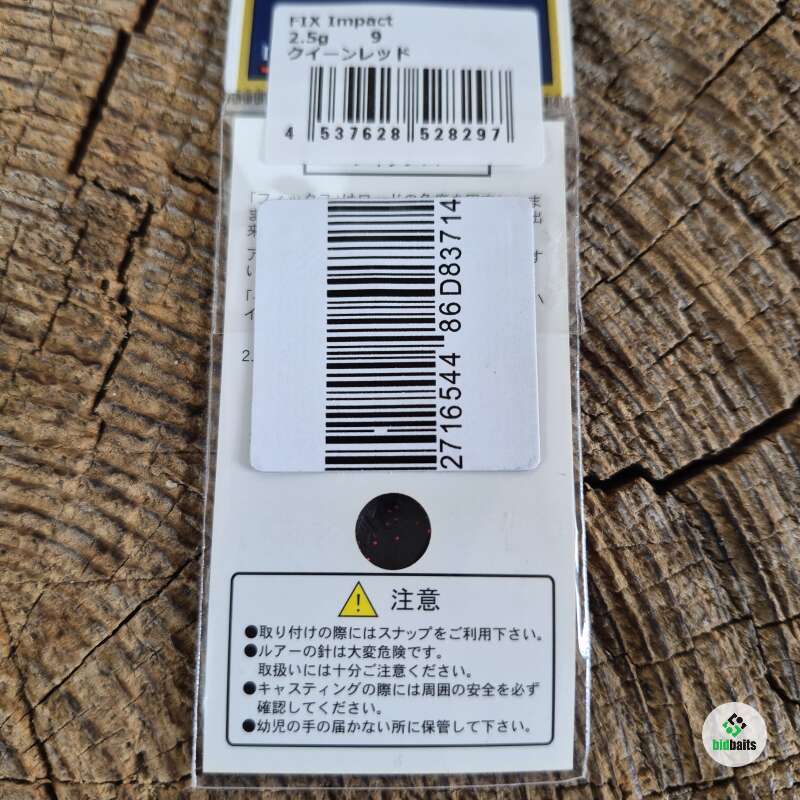 FIX Impact
2.5g 9
クイーンレッド
4 537628 528297
2716544 86D83714
2.
注意
●取り付けの際にはスナップをご利用下さい。
●ルアーの針は大変危険です。
取扱いには十分ご注意ください。
●キャスティングの際には周囲の安全を必ず
確認してください。
●幼児の手の届かない所に保管して下さい。
bidbaits